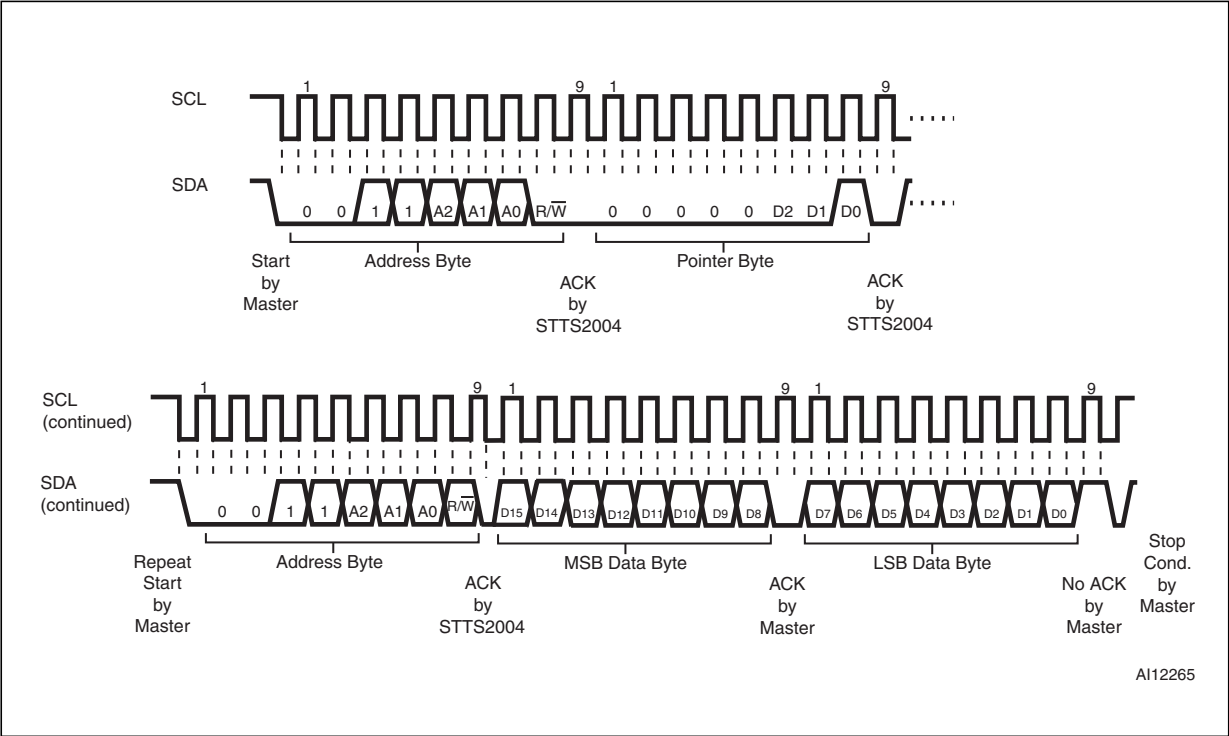 1 9 1 9
SCL
SDA
0 0 1 1 A2 A1 A0 R/W̅ 0 0 0 0 0 D2 D1 D0
Address Byte Pointer Byte
Start
by
Master
ACK
by
STTS2004
ACK
by
STTS2004
1 9 1 9 1 9
SCL
(continued)
SDA
(continued)
0 0 1 1 A2 A1 A0 R/W̅ D15 D14 D13 D12 D11 D10 D9 D8 D7 D6 D5 D4 D3 D2 D1 D0
Address Byte MSB Data Byte LSB Data Byte
Repeat
Start
by
Master
ACK
by
STTS2004
ACK
by
Master
No ACK
by
Master
Stop
Cond.
by
Master
AI12265